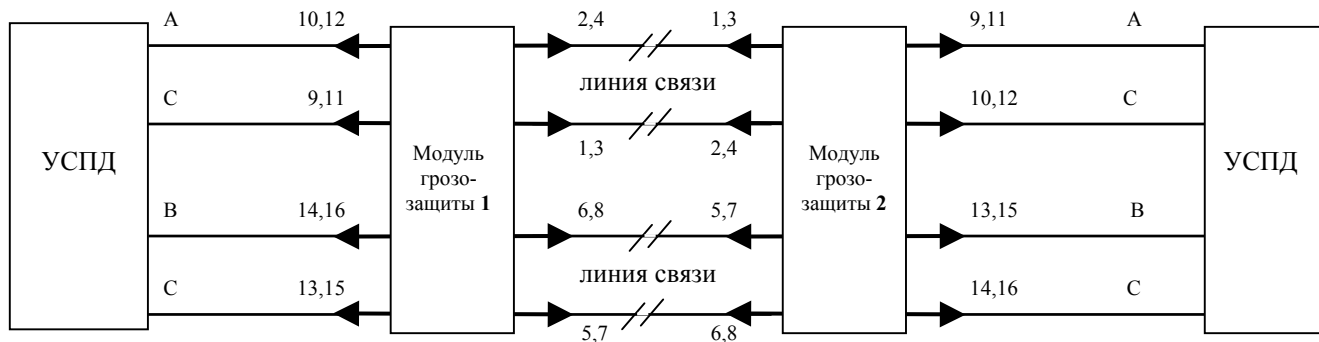 А 10,12 2,4 1,3 9,11 А
линия связи
С 9,11 10,12 С
1,3 2,4
УСПД Модуль грозо-защиты 1 Модуль грозо-защиты 2 УСПД
В 14,16 6,8 5,7 13,15 В
линия связи
С 13,15 14,16 С
5,7 6,8